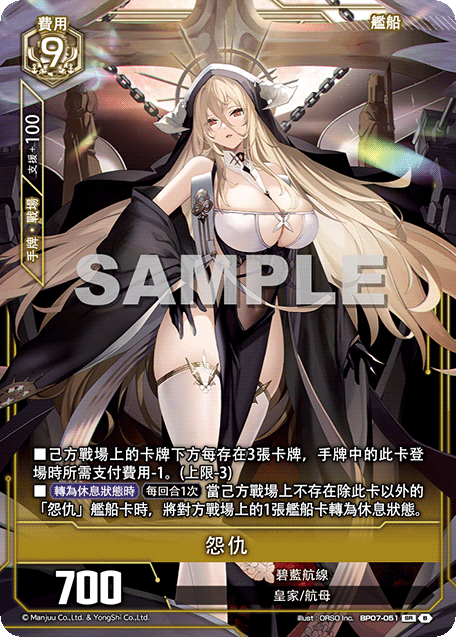 費用
9
艦船
手牌・戰場
支援+100
SAMPLE
■己方戰場上的卡牌下方每存在3張卡牌，手牌中的此卡登
場時所需支付費用-1。(上限-3)
■ 轉為休息狀態時 每回合1次 當己方戰場上不存在除此卡以外的
「怨仇」艦船卡時，將對方戰場上的1張艦船卡轉為休息狀態。
怨仇
700
碧藍航線
皇家/航母
© Manjuu Co.,Ltd. & YongShi Co.,Ltd.
illust ORSO Inc. BP07-051 SR